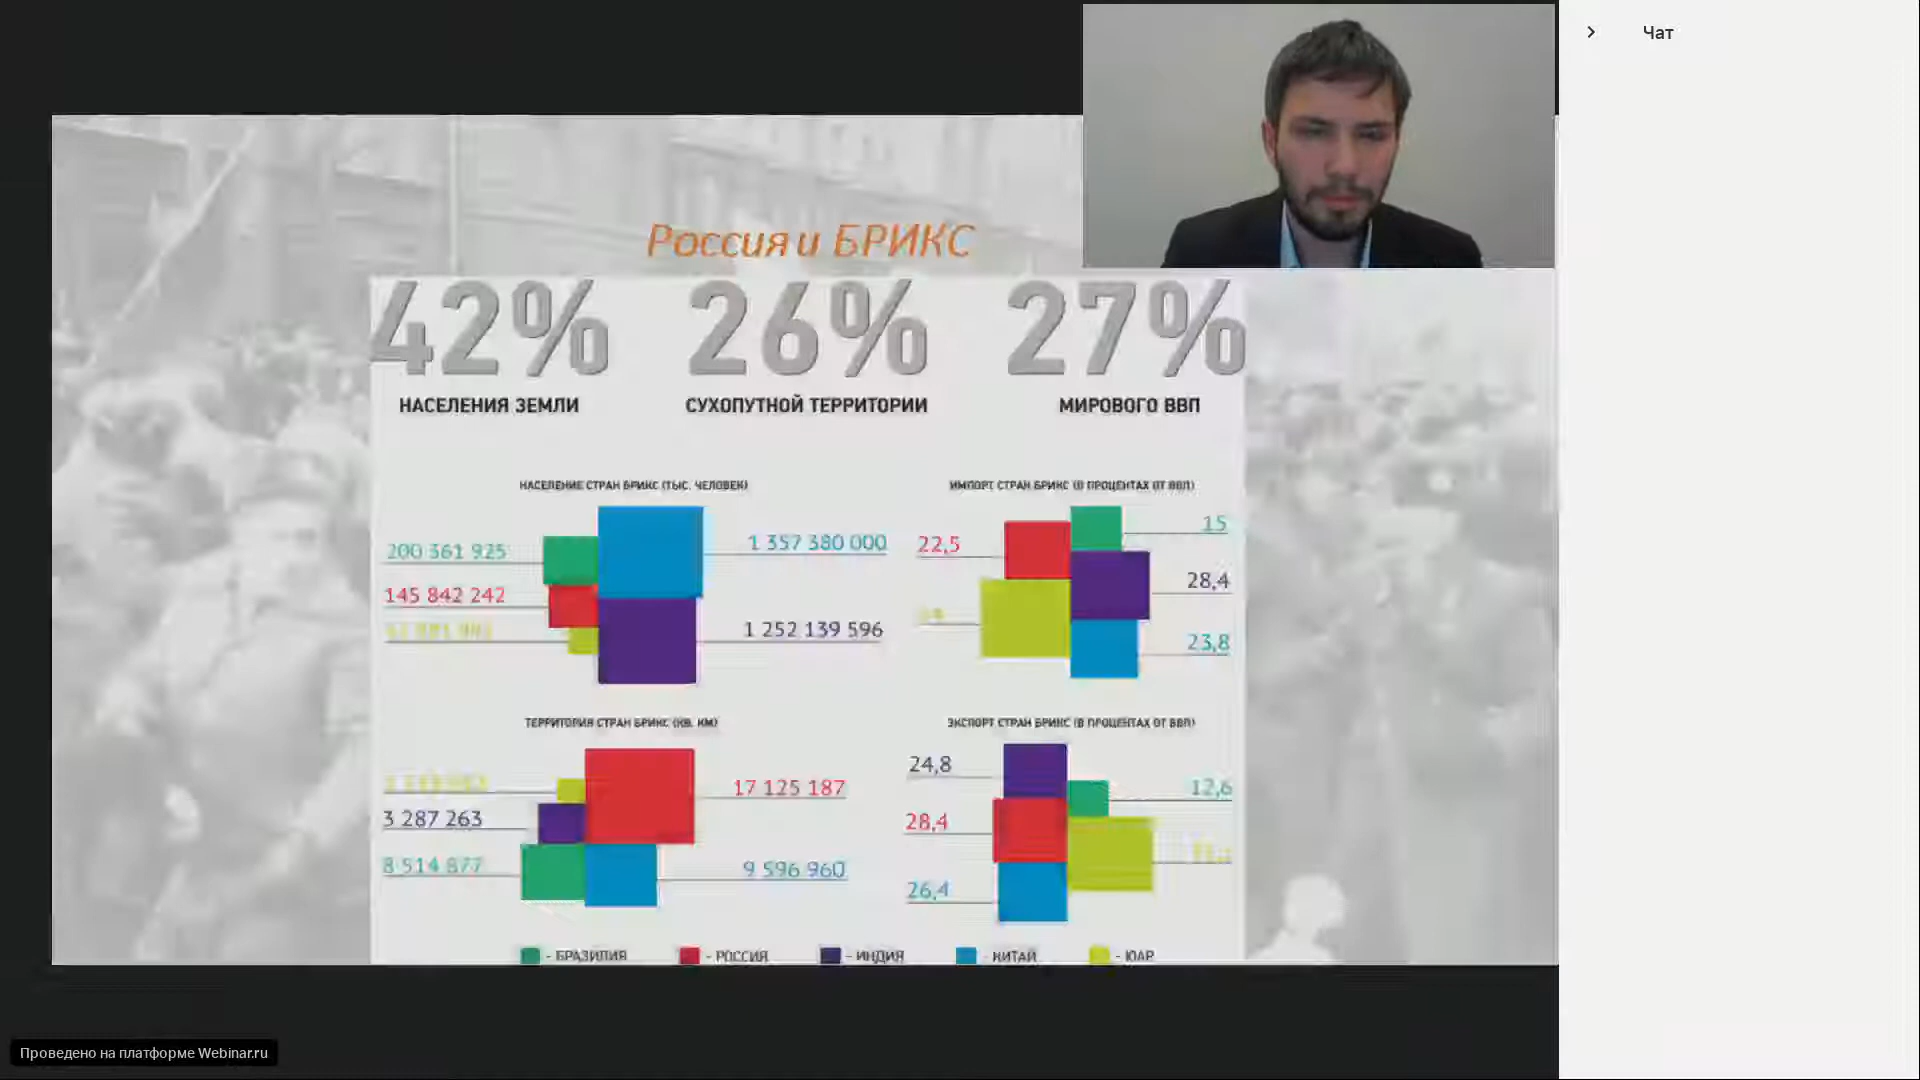 Чат
Россия и БРИКС
42% 26% 27%
НАСЕЛЕНИЯ ЗЕМЛИ СУХОПУТНОЙ ТЕРРИТОРИИ МИРОВОГО ВВП
НАСЕЛЕНИЕ СТРАН БРИКС (ТЫС. ЧЕЛОВЕК)
200 361 925
1 357 380 000
145 842 242
1 252 139 596
ИМПОРТ СТРАН БРИКС (В ПРОЦЕНТАХ ОТ ВВП)
15
22,5
28,4
23,8
ТЕРРИТОРИЯ СТРАН БРИКС (КВ. КМ)
17 125 187
3 287 263
8 514 877
9 596 960
ЭКСПОРТ СТРАН БРИКС (В ПРОЦЕНТАХ ОТ ВВП)
24,8
12,6
28,4
26,4
- БРАЗИЛИЯ - РОССИЯ - ИНДИЯ - КИТАЙ - ЮАР
Проведено на платформе Webinar.ru